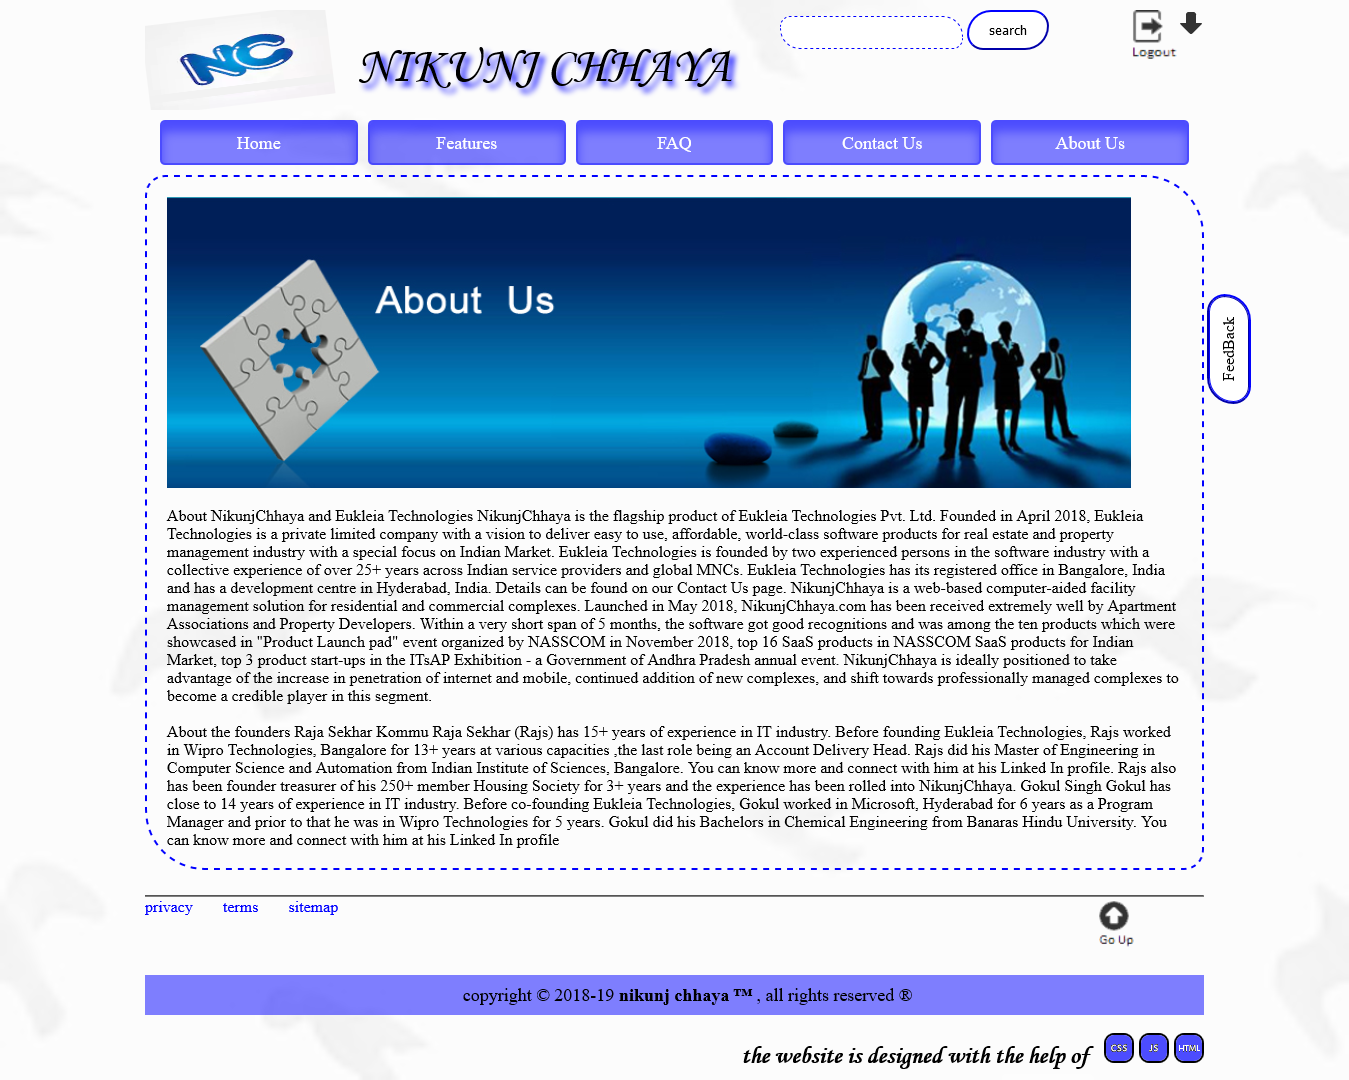 NC
NIKUNJ CHHAYA
search
Logout
Home
Features
FAQ
Contact Us
About Us
About Us
FeedBack
About NikunjChhaya and Eukleia Technologies NikunjChhaya is the flagship product of Eukleia Technologies Pvt. Ltd. Founded in April 2018, Eukleia
Technologies is a private limited company with a vision to deliver easy to use, affordable, world-class software products for real estate and property
management industry with a special focus on Indian Market. Eukleia Technologies is founded by two experienced persons in the software industry with a
collective experience of over 25+ years across Indian service providers and global MNCs. Eukleia Technologies has its registered office in Bangalore, India
and has a development centre in Hyderabad, India. Details can be found on our Contact Us page. NikunjChhaya is a web-based computer-aided facility
management solution for residential and commercial complexes. Launched in May 2018, NikunjChhaya.com has been received extremely well by Apartment
Associations and Property Developers. Within a very short span of 5 months, the software got good recognitions and was among the ten products which were
showcased in "Product Launch pad" event organized by NASSCOM in November 2018, top 16 SaaS products in NASSCOM SaaS products for Indian
Market, top 3 product start-ups in the ITsAP Exhibition - a Government of Andhra Pradesh annual event. NikunjChhaya is ideally positioned to take
advantage of the increase in penetration of internet and mobile, continued addition of new complexes, and shift towards professionally managed complexes to
become a credible player in this segment.
About the founders Raja Sekhar Kommu Raja Sekhar (Rajs) has 15+ years of experience in IT industry. Before founding Eukleia Technologies, Rajs worked
in Wipro Technologies, Bangalore for 13+ years at various capacities ,the last role being an Account Delivery Head. Rajs did his Master of Engineering in
Computer Science and Automation from Indian Institute of Sciences, Bangalore. You can know more and connect with him at his Linked In profile. Rajs also
has been founder treasurer of his 250+ member Housing Society for 3+ years and the experience has been rolled into NikunjChhaya. Gokul Singh Gokul has
close to 14 years of experience in IT industry. Before co-founding Eukleia Technologies, Gokul worked in Microsoft, Hyderabad for 6 years as a Program
Manager and prior to that he was in Wipro Technologies for 5 years. Gokul did his Bachelors in Chemical Engineering from Banaras Hindu University. You
can know more and connect with him at his Linked In profile
privacy
terms
sitemap
Go Up
copyright © 2018-19 nikunj chhaya ™ , all rights reserved ®
the website is designed with the help of
CSS
JS
HTML